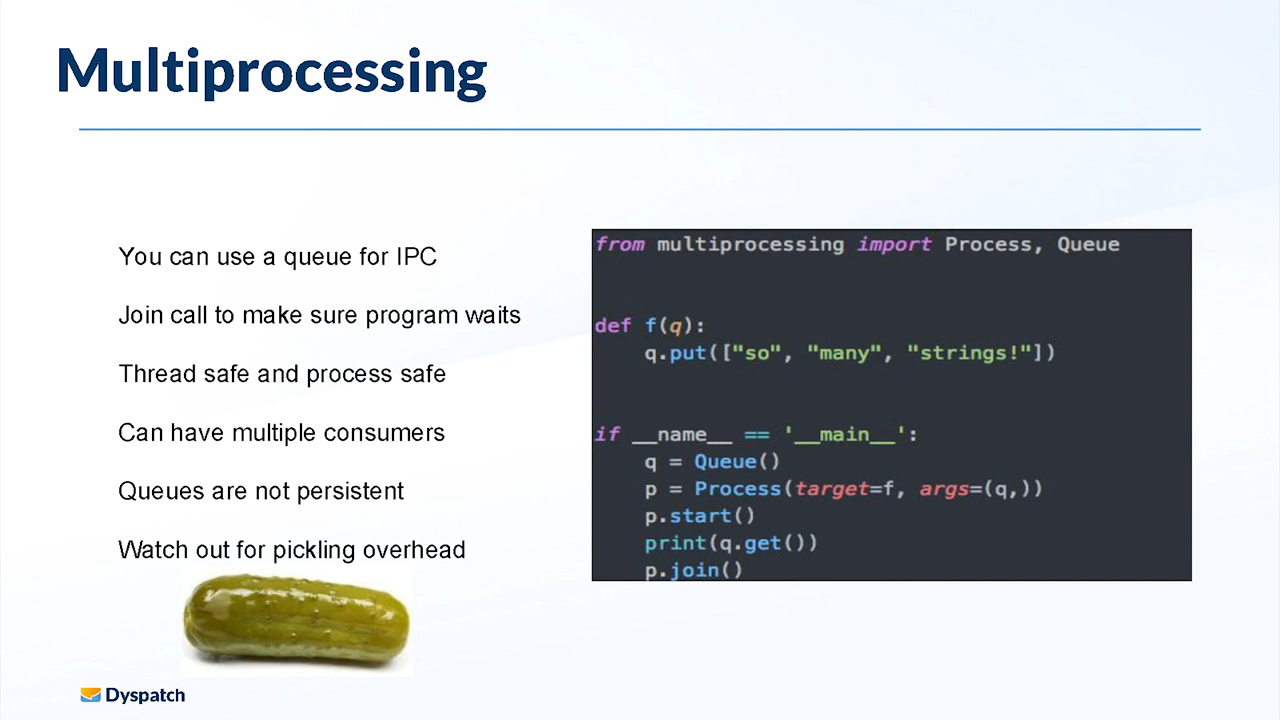 Multiprocessing
You can use a queue for IPC
Join call to make sure program waits
Thread safe and process safe
Can have multiple consumers
Queues are not persistent
Watch out for pickling overhead
from multiprocessing import Process, Queue
def f(q):
    q.put(["so", "many", "strings!"])
if __name__ == '__main__':
    q = Queue()
    p = Process(target=f, args=(q,))
    p.start()
    print(q.get())
    p.join()
Dyspatch